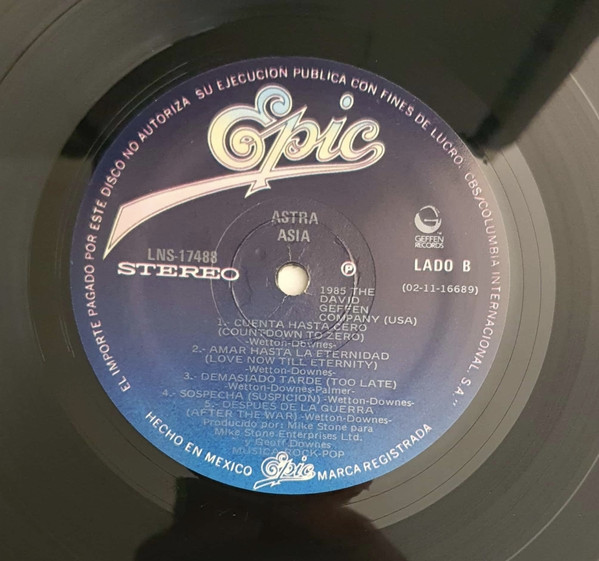 EL IMPORTE PAGADO POR ESTE DISCO NO AUTORIZA SU EJECUCION PUBLICA CON FINES DE LUCRO. CBS/COLUMBIA INTERNACIONAL, S.A."
Epic
ASTRA
ASIA
LNS-17488
STEREO
P
GEFFEN
RECORDS
LADO B
(02-11-16689)
1985 THE
DAVID
GEFFEN
COMPANY (USA)
1.- CUENTA HASTA CERO
(COUNTDOWN TO ZERO)
-Wetton-Downes-
2.- AMAR HASTA LA ETERNIDAD
(LOVE NOW TILL ETERNITY)
-Wetton-Downes-
3.- DEMASIADO TARDE (TOO LATE)
-Wetton-Downes-Palmer-
4.- SOSPECHA (SUSPICION) -Wetton-Downes-
5.- DESPUES DE LA GUERRA
(AFTER THE WAR) -Wetton-Downes-
Producido por: Mike Stone para
Mike Stone Enterprises Ltd.
y Geoff Downes
MUSICA: ROCK-POP
HECHO EN MEXICO Epic MARCA REGISTRADA